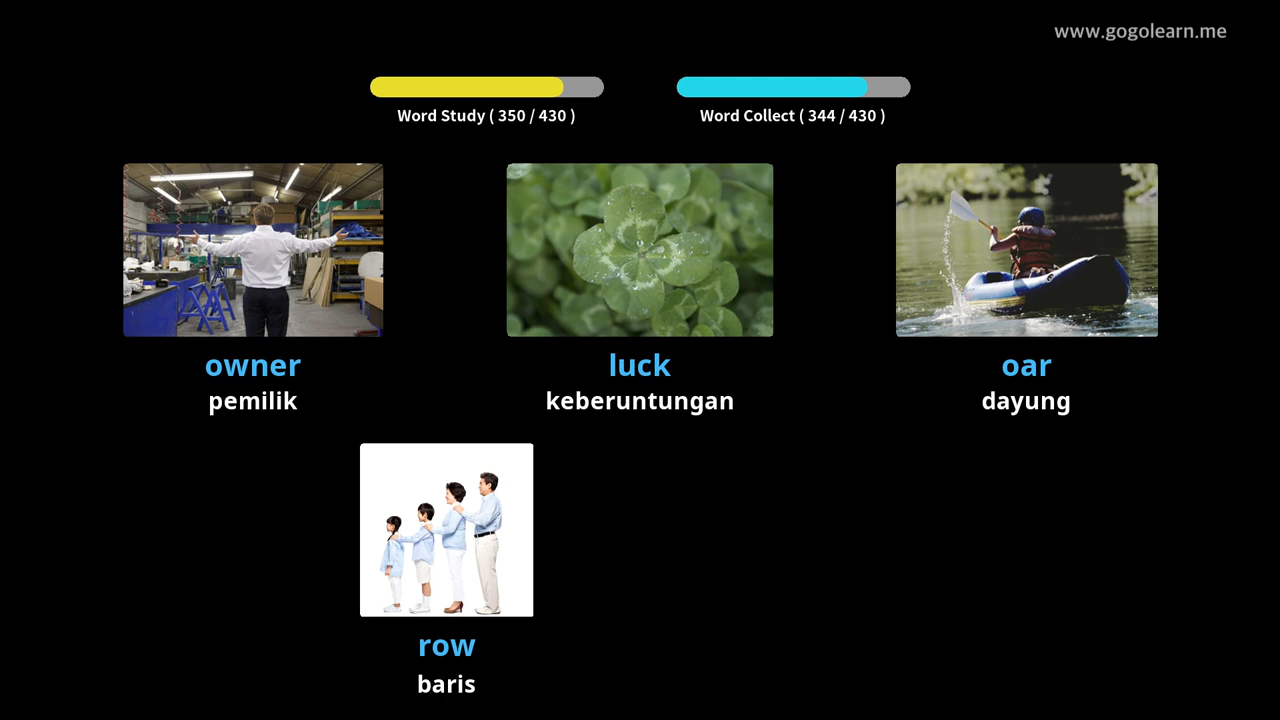 www.gogolearn.me
Word Study ( 350 / 430 )
Word Collect ( 344 / 430 )
owner
pemilik
luck
keberuntungan
oar
dayung
row
baris